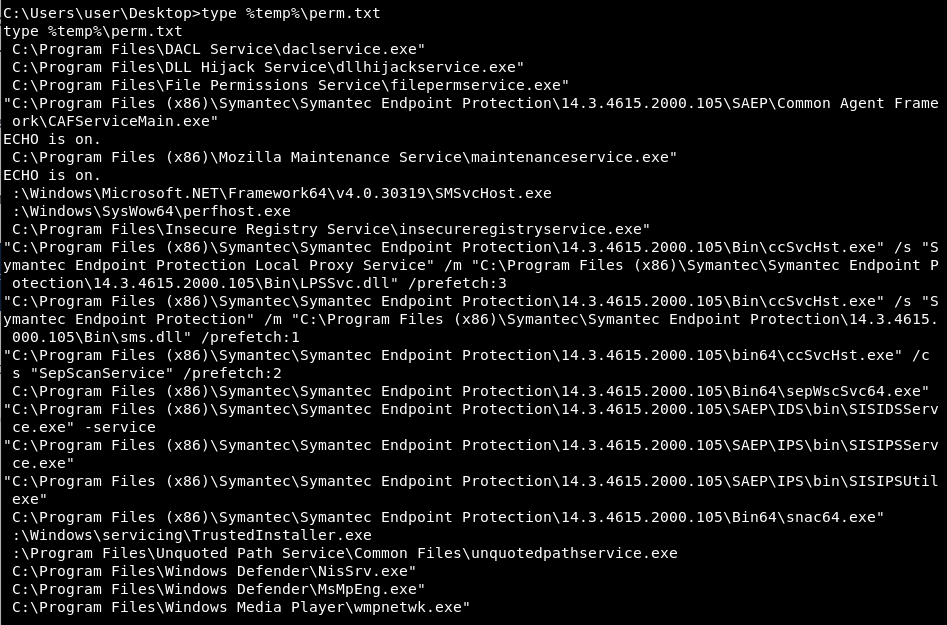 C:\Users\user\Desktop>type %temp%\perm.txt
type %temp%\perm.txt
 C:\Program Files\DACL Service\daclservice.exe"
 C:\Program Files\DLL Hijack Service\dllhijackservice.exe"
 C:\Program Files\File Permissions Service\filepermservice.exe"
"C:\Program Files (x86)\Symantec\Symantec Endpoint Protection\14.3.4615.2000.105\SAEP\Common Agent Frame
 ork\CAFServiceMain.exe"
ECHO is on.
 C:\Program Files (x86)\Mozilla Maintenance Service\maintenanceservice.exe"
ECHO is on.
 :\Windows\Microsoft.NET\Framework64\v4.0.30319\SMSvcHost.exe
 :\Windows\SysWow64\perfhost.exe
 C:\Program Files\Insecure Registry Service\insecureregistryservice.exe"
"C:\Program Files (x86)\Symantec\Symantec Endpoint Protection\14.3.4615.2000.105\Bin\ccSvcHst.exe" /s "S
ymantec Endpoint Protection Local Proxy Service" /m "C:\Program Files (x86)\Symantec\Symantec Endpoint P
 otection\14.3.4615.2000.105\Bin\LPSSvc.dll" /prefetch:3
"C:\Program Files (x86)\Symantec\Symantec Endpoint Protection\14.3.4615.2000.105\Bin\ccSvcHst.exe" /s "S
ymantec Endpoint Protection" /m "C:\Program Files (x86)\Symantec\Symantec Endpoint Protection\14.3.4615.
 000.105\Bin\sms.dll" /prefetch:1
"C:\Program Files (x86)\Symantec\Symantec Endpoint Protection\14.3.4615.2000.105\bin64\ccSvcHst.exe" /c
 s "SepScanService" /prefetch:2
 C:\Program Files (x86)\Symantec\Symantec Endpoint Protection\14.3.4615.2000.105\Bin64\sepWscSvc64.exe"
"C:\Program Files (x86)\Symantec\Symantec Endpoint Protection\14.3.4615.2000.105\SAEP\IDS\bin\SISIDSServ
 ce.exe" -service
"C:\Program Files (x86)\Symantec\Symantec Endpoint Protection\14.3.4615.2000.105\SAEP\IPS\bin\SISIPSServ
 ce.exe"
"C:\Program Files (x86)\Symantec\Symantec Endpoint Protection\14.3.4615.2000.105\SAEP\IPS\bin\SISIPSUtil
 exe"
 C:\Program Files (x86)\Symantec\Symantec Endpoint Protection\14.3.4615.2000.105\Bin64\snac64.exe"
 :\Windows\servicing\TrustedInstaller.exe
 :\Program Files\Unquoted Path Service\Common Files\unquotedpathservice.exe
 C:\Program Files\Windows Defender\NisSrv.exe"
 C:\Program Files\Windows Defender\MsMpEng.exe"
 C:\Program Files\Windows Media Player\wmpnetwk.exe"